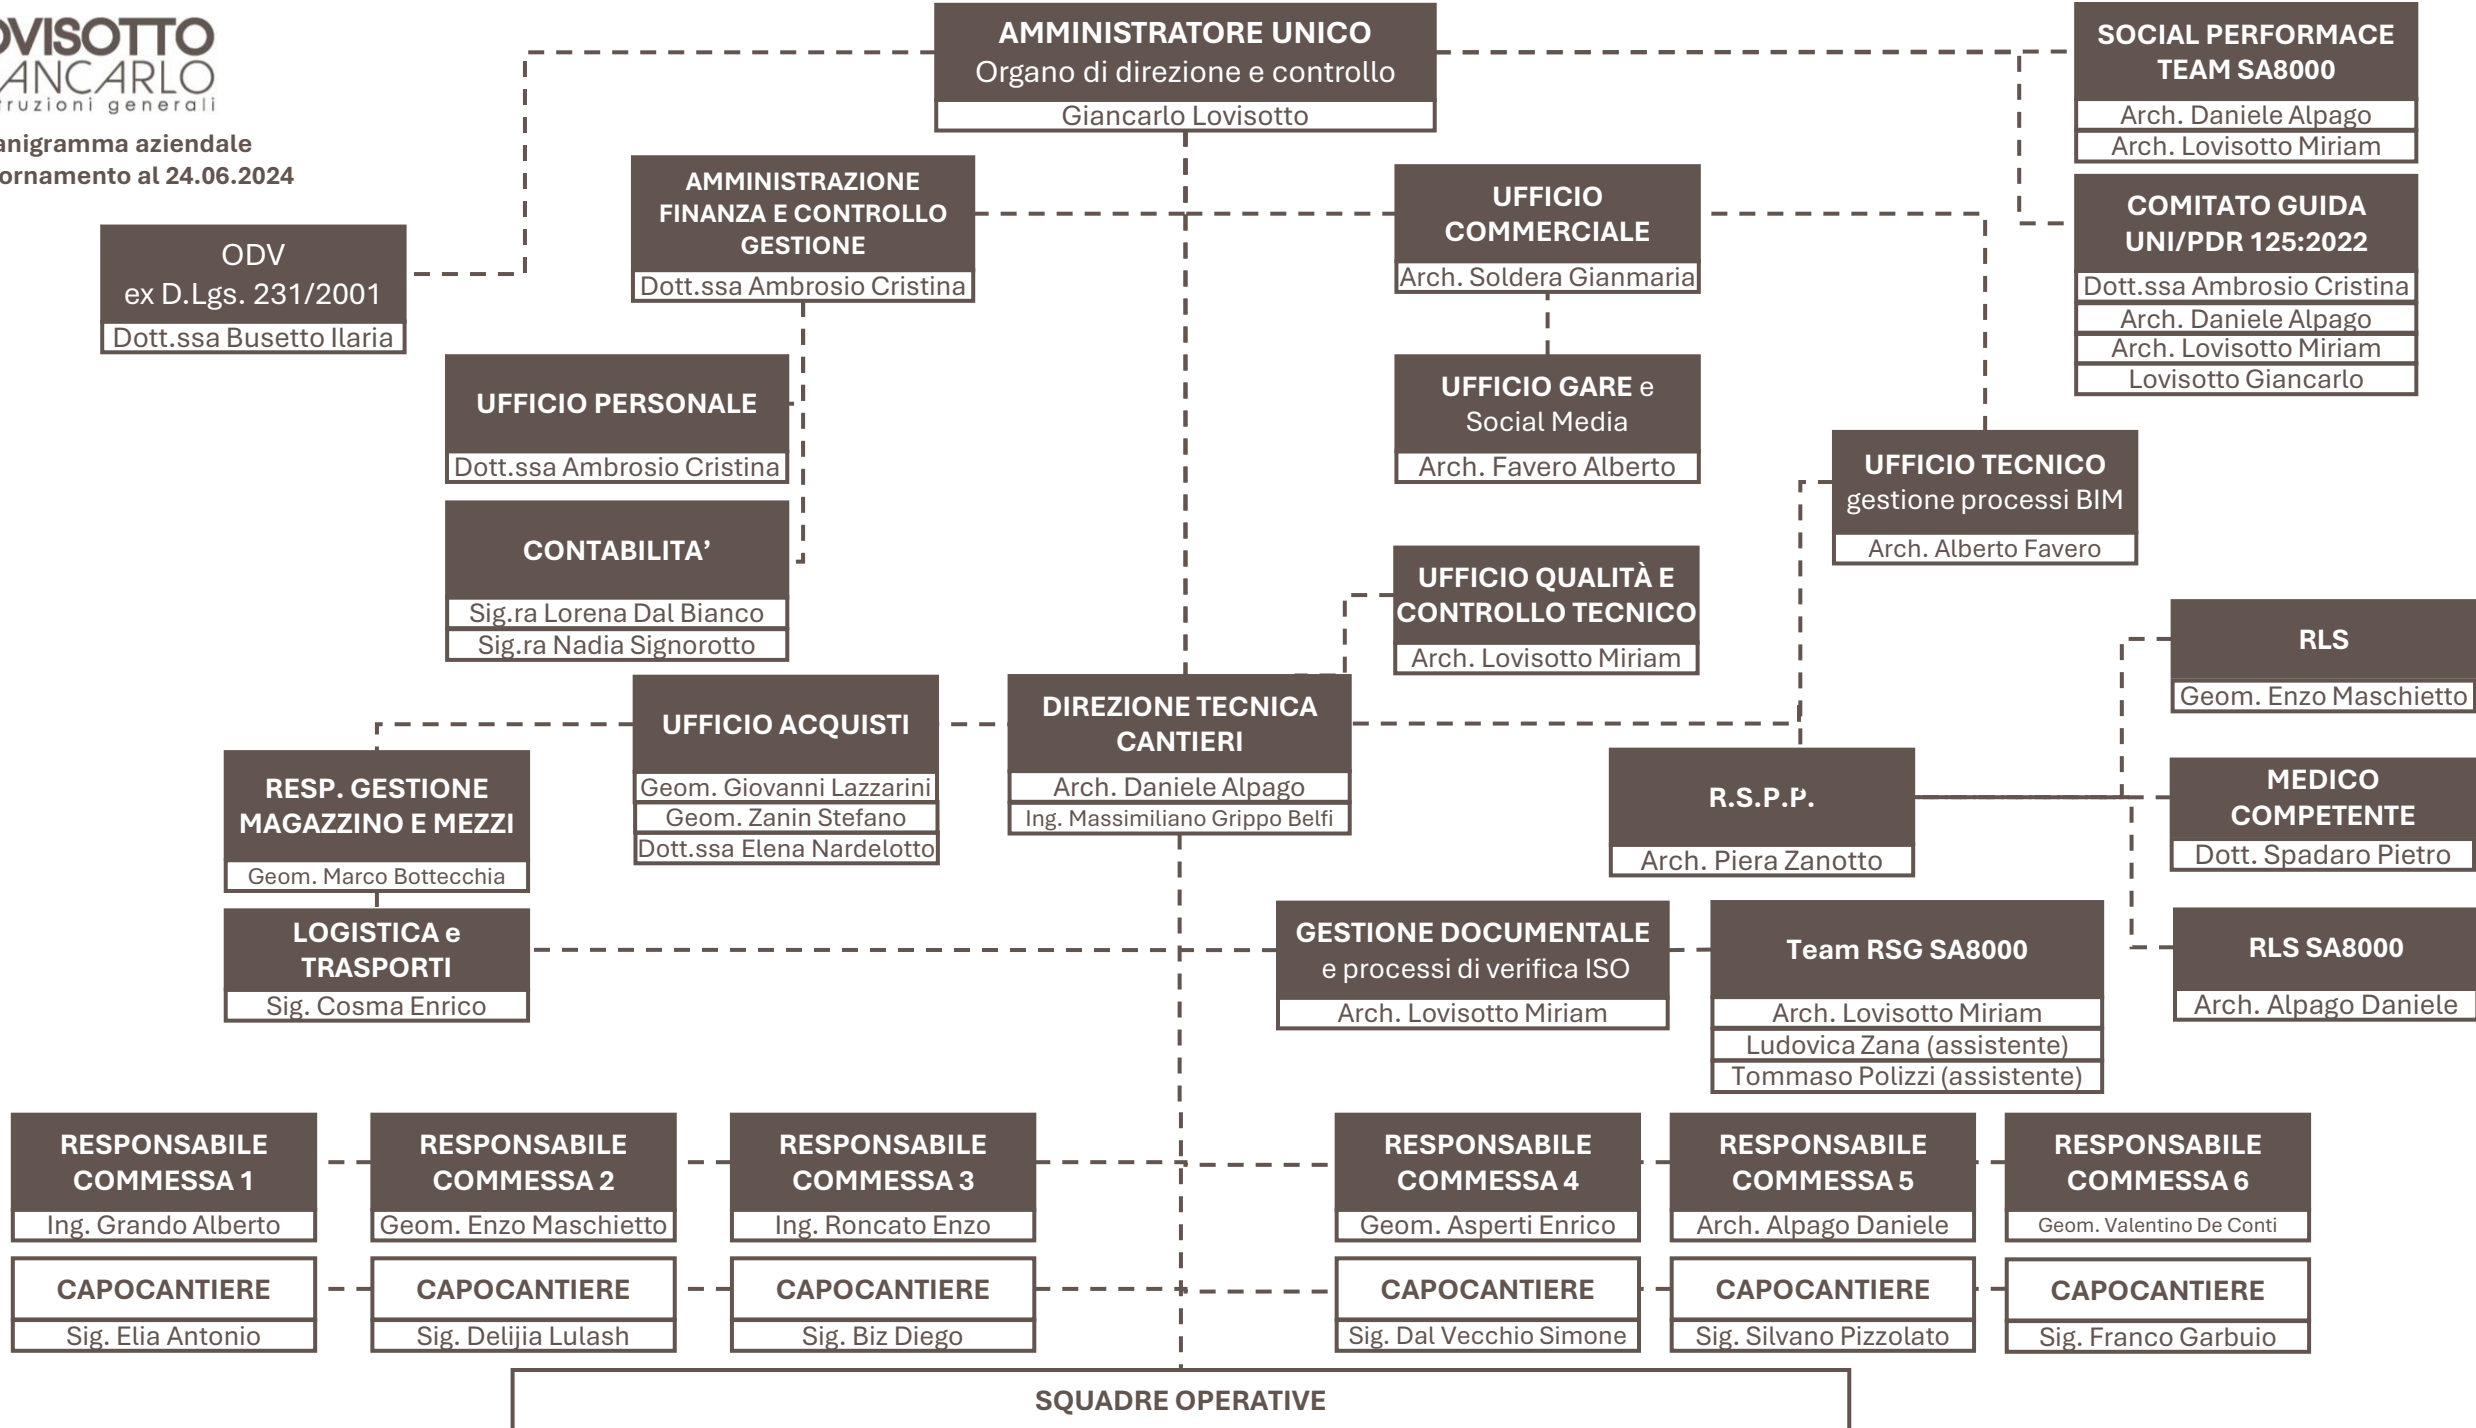 OVISOTTO
ANCARLO
truzioni generali
anigramma aziendale
ornamento al 24.06.2024
AMMINISTRATORE UNICO
Organo di direzione e controllo
Giancarlo Lovisotto
SOCIAL PERFORMACE
TEAM SA8000
Arch. Daniele Alpago
Arch. Lovisotto Miriam
COMITATO GUIDA
UNI/PDR 125:2022
Dott.ssa Ambrosio Cristina
Arch. Daniele Alpago
Arch. Lovisotto Miriam
Lovisotto Giancarlo
ODV
ex D.Lgs. 231/2001
Dott.ssa Busetto Ilaria
AMMINISTRAZIONE
FINANZA E CONTROLLO
GESTIONE
Dott.ssa Ambrosio Cristina
UFFICIO
COMMERCIALE
Arch. Soldera Gianmaria
UFFICIO PERSONALE
Dott.ssa Ambrosio Cristina
UFFICIO GARE e
Social Media
Arch. Favero Alberto
UFFICIO TECNICO
gestione processi BIM
Arch. Alberto Favero
CONTABILITA’
Sig.ra Lorena Dal Bianco
Sig.ra Nadia Signorotto
UFFICIO QUALITÀ E
CONTROLLO TECNICO
Arch. Lovisotto Miriam
RLS
Geom. Enzo Maschietto
UFFICIO ACQUISTI
Geom. Giovanni Lazzarini
Geom. Zanin Stefano
Dott.ssa Elena Nardelotto
DIREZIONE TECNICA
CANTIERI
Arch. Daniele Alpago
Ing. Massimiliano Grippo Belfi
RESP. GESTIONE
MAGAZZINO E MEZZI
Geom. Marco Bottecchia
R.S.P.P.
Arch. Piera Zanotto
MEDICO
COMPETENTE
Dott. Spadaro Pietro
LOGISTICA e
TRASPORTI
Sig. Cosma Enrico
GESTIONE DOCUMENTALE
e processi di verifica ISO
Arch. Lovisotto Miriam
Team RSG SA8000
Arch. Lovisotto Miriam
Ludovica Zana (assistente)
Tommaso Polizzi (assistente)
RLS SA8000
Arch. Alpago Daniele
RESPONSABILE
COMMESSA 1
Ing. Grando Alberto
RESPONSABILE
COMMESSA 2
Geom. Enzo Maschietto
RESPONSABILE
COMMESSA 3
Ing. Roncato Enzo
RESPONSABILE
COMMESSA 4
Geom. Asperti Enrico
RESPONSABILE
COMMESSA 5
Arch. Alpago Daniele
RESPONSABILE
COMMESSA 6
Geom. Valentino De Conti
CAPOCANTIERE
Sig. Elia Antonio
CAPOCANTIERE
Sig. Delijia Lulash
CAPOCANTIERE
Sig. Biz Diego
CAPOCANTIERE
Sig. Dal Vecchio Simone
CAPOCANTIERE
Sig. Silvano Pizzolato
CAPOCANTIERE
Sig. Franco Garbuio
SQUADRE OPERATIVE